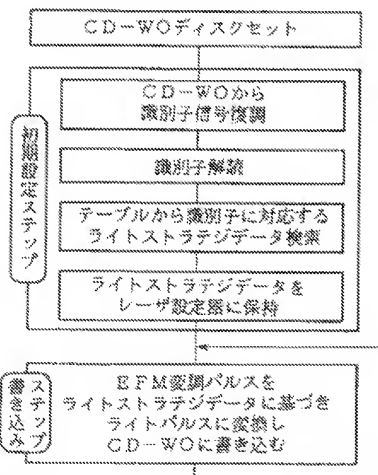 CD-WOディスクセット
初期設定ステップ
CD-WOから
識別子信号復調
識別子解読
テーブルから識別子に対応する
ライトストラテジデータ検索
ライトストラテジデータを
レーザ設定器に保持
書き込み
ステップ
EFM変調パルスを
ライトストラテジデータに基づき
ライトパルスに変換し
CD-WOに書き込む